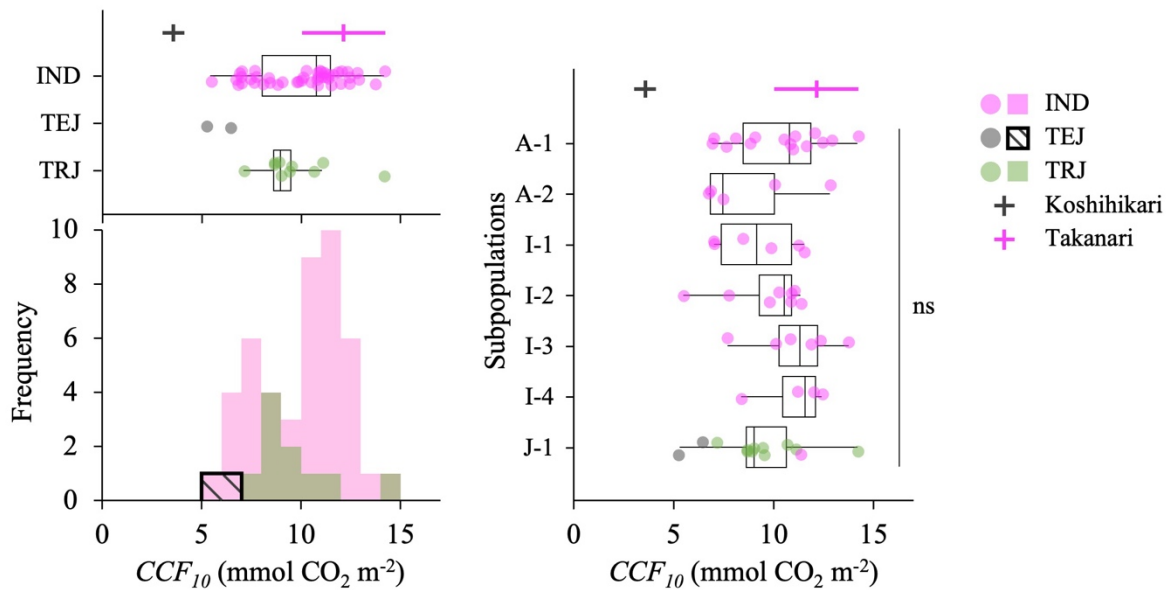 IND
TEJ
TRJ
10
8
6
4
2
0
Frequency
0 5 10 15
CCF10 (mmol CO2 m-2)
A-1
A-2
I-1
I-2
I-3
I-4
J-1
Subpopulations
ns
0 5 10 15
CCF10 (mmol CO2 m-2)
IND
TEJ
TRJ
Koshihikari
Takanari